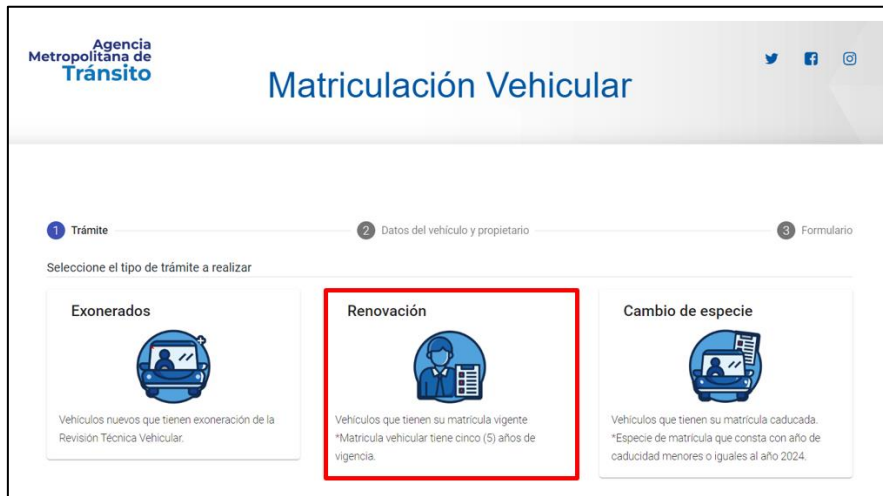 Agencia
Metropolitana de
Tránsito
Matriculación Vehicular
1 Trámite
2 Datos del vehículo y propietario
3 Formulario
Seleccione el tipo de trámite a realizar
Exonerados
Vehículos nuevos que tienen exoneración de la
Revisión Técnica Vehicular.
Renovación
Vehículos que tienen su matrícula vigente
*Matricula vehicular tiene cinco (5) años de
vigencia.
Cambio de especie
Vehículos que tienen su matrícula caducada.
*Especie de matrícula que consta con año de
caducidad menores o iguales al año 2024.